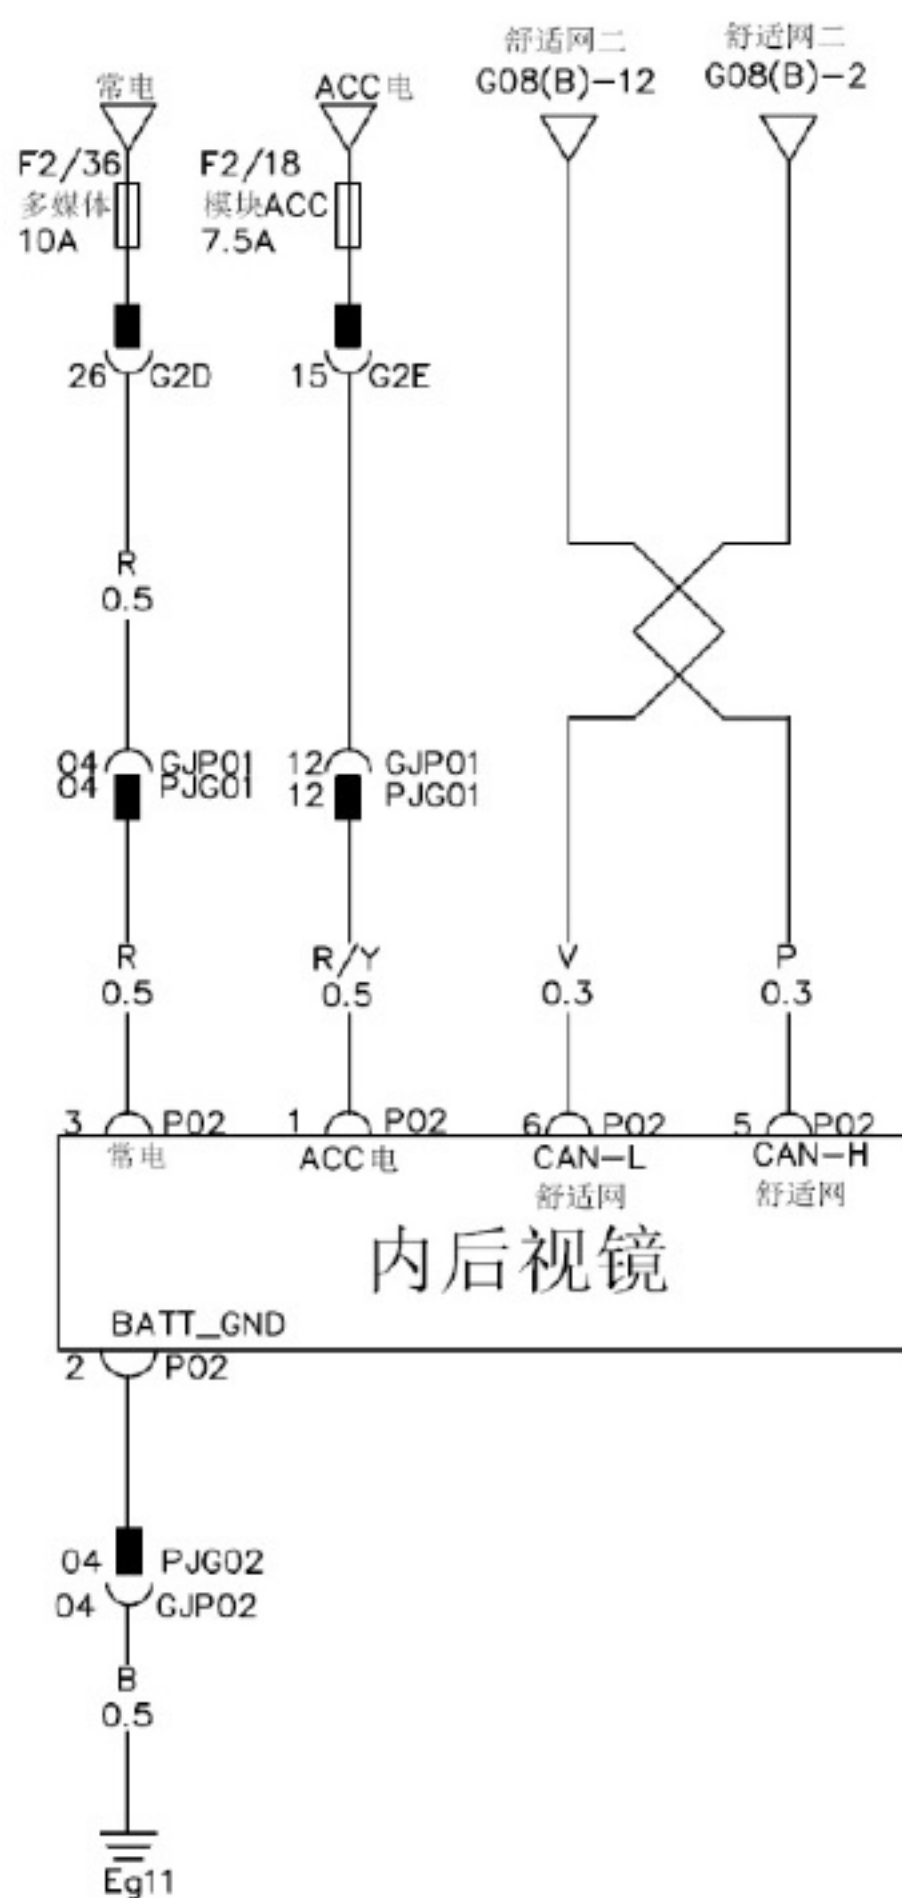 常电
ACC电
舒适网二
G08(B)-12
舒适网二
G08(B)-2
F2/36
多媒体
10A
F2/18
模块ACC
7.5A
26 G2D
15 G2E
R
0.5
04 GJP01
04 PJG01
12 GJP01
12 PJG01
R
0.5
R/Y
0.5
V
0.3
P
0.3
3 P02
1 P02
6 P02
5 P02
常电
ACC电
CAN-L
舒适网
CAN-H
舒适网
内后视镜
BATT_GND
2 P02
04 PJG02
04 GJP02
B
0.5
Eg11